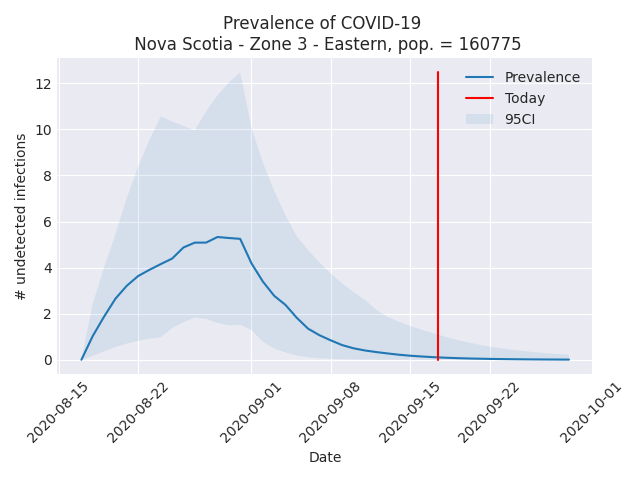 Prevalence of COVID-19
Nova Scotia - Zone 3 - Eastern, pop. = 160775
Prevalence
Today
95CI
# undetected infections
12
10
8
6
4
2
0
2020-08-15
2020-08-22
2020-09-01
2020-09-08
2020-09-15
2020-09-22
2020-10-01
Date